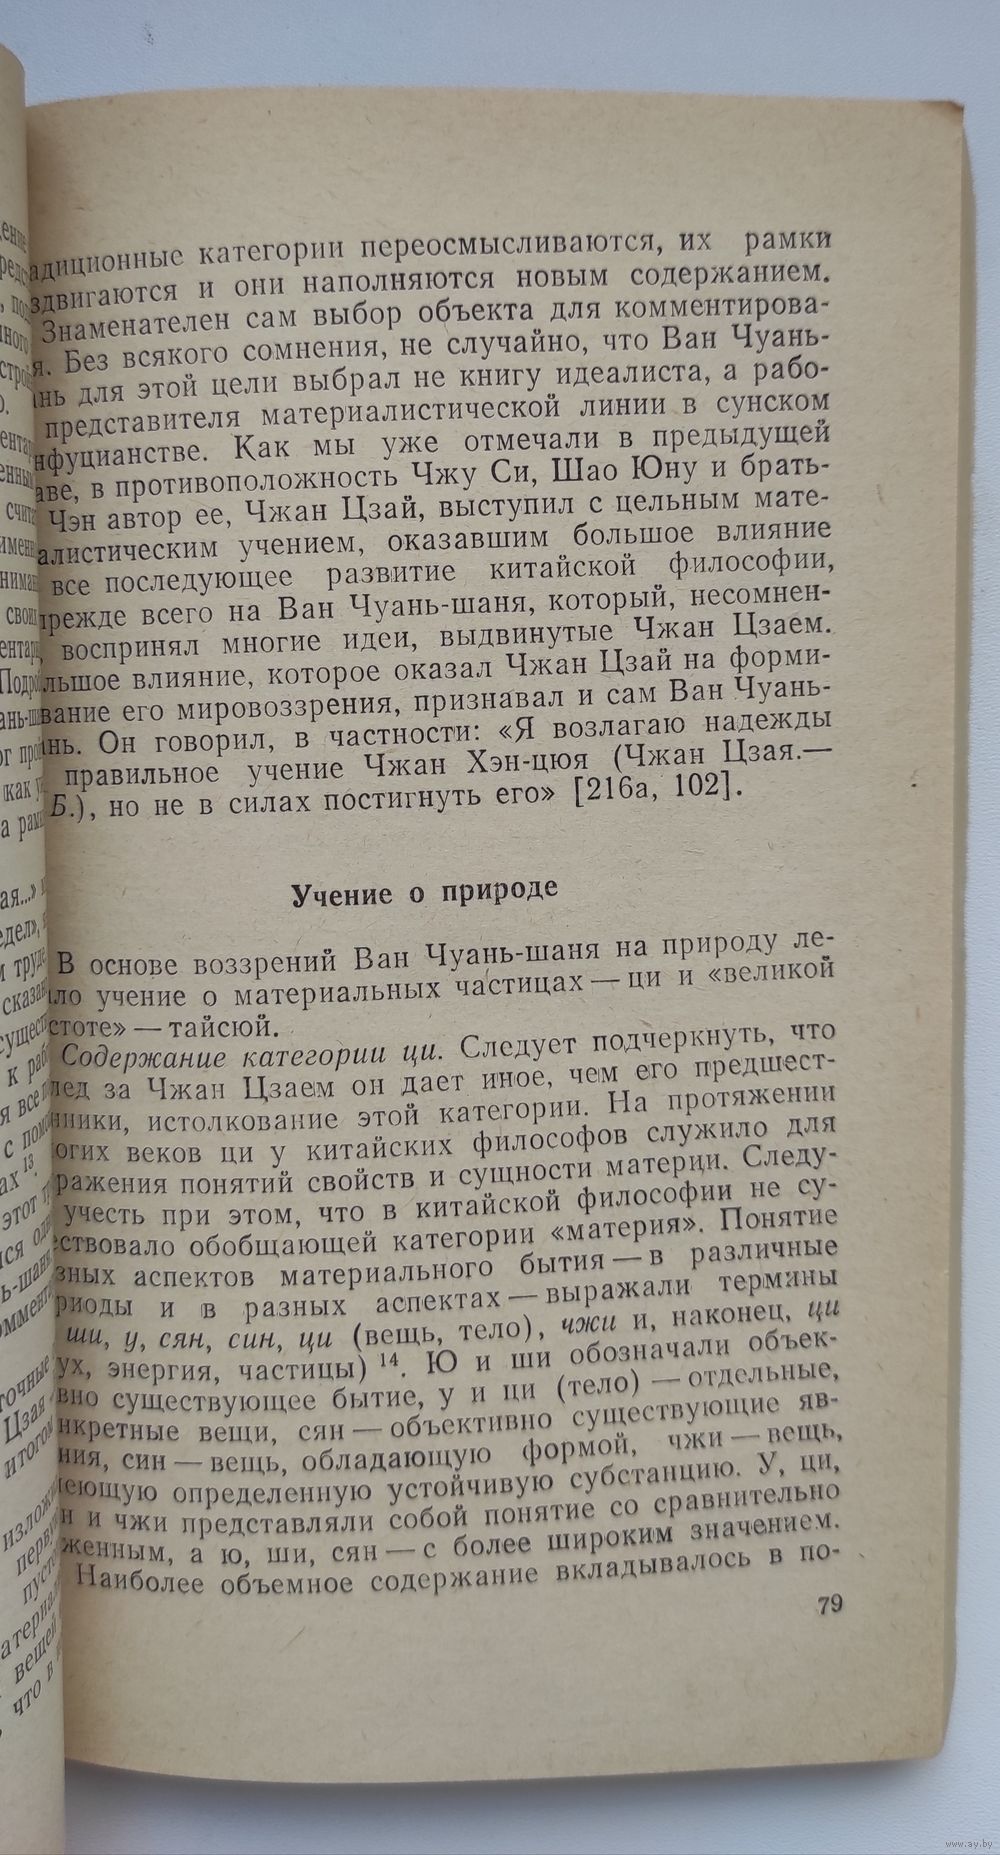 адиционные категории переосмысливаются, их рамки
здвигаются и они наполняются новым содержанием.
Знаменателен сам выбор объекта для комментирова-
я. Без всякого сомнения, не случайно, что Ван Чуань-
нь для этой цели выбрал не книгу идеалиста, а рабо-
представителя материалистической линии в сунском
нфуцианстве. Как мы уже отмечали в предыдущей
аве, в противоположность Чжу Си, Шао Юну и брать-
Чэн автор ее, Чжан Цзай, выступил с цельным мате-
алистическим учением, оказавшим большое влияние
все последующее развитие китайской философии,
прежде всего на Ван Чуань-шаня, который, несомнен-
воспринял многие идеи, выдвинутые Чжан Цзаем.
льшое влияние, которое оказал Чжан Цзай на форми-
вание его мировоззрения, признавал и сам Ван Чуань-
нь. Он говорил, в частности: «Я возлагаю надежды
правильное учение Чжан Хэн-цюя (Чжан Цзая.—
Б.), но не в силах постигнуть его» [216а, 102].
Учение о природе
В основе воззрений Ван Чуань-шаня на природу ле-
ло учение о материальных частицах — ци и «великой
стоте» — тайсюй.
Содержание категории ци. Следует подчеркнуть, что
лед за Чжан Цзаем он дает иное, чем его предшест-
нники, истолкование этой категории. На протяжении
огих веков ци у китайских философов служило для
ражения понятий свойств и сущности материи. Следу-
учесть при этом, что в китайской философии не су-
ествовало обобщающей категории «материя». Понятие
зных аспектов материального бытия — в различные
риоды и в разных аспектах — выражали термины
ши, у, сян, син, ци (вещь, тело), чжи и, наконец, ци
ух, энергия, частицы) 14. Ю и ши обозначали объек-
вно существующее бытие, у и ци (тело) — отдельные,
нкретные вещи, сян — объективно существующие яв-
ния, син — вещь, обладающую формой, чжи — вещь,
еющую определенную устойчивую субстанцию. У, ци,
н и чжи представляли собой понятие со сравнительно
женным, а ю, ши, сян — с более широким значением.
Наиболее объемное содержание вкладывалось в по-
79
www.ay.by